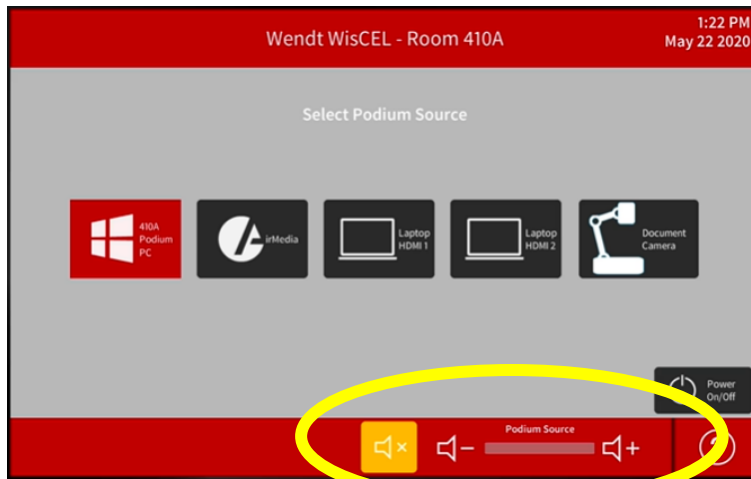 Wendt WisCEL - Room 410A
1:22 PM
May 22 2020
Select Podium Source
410A
Podium
PC
irMedia
Laptop
HDMI 1
Laptop
HDMI 2
Document
Camera
Power
On/Off
Podium Source